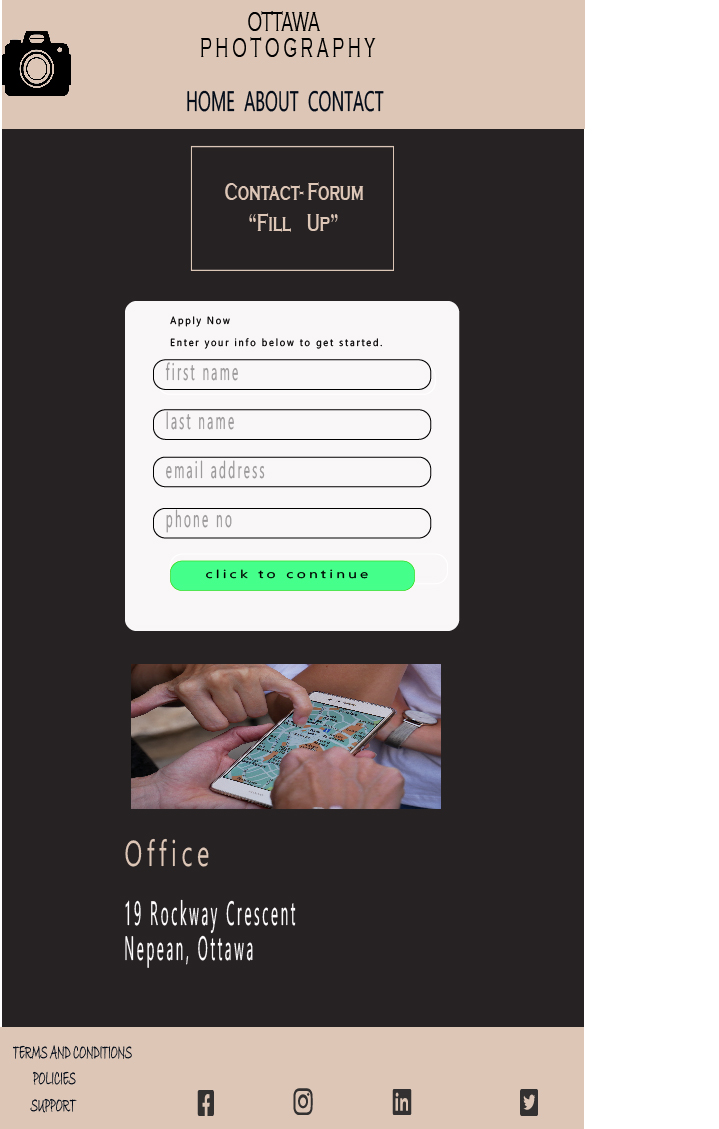 OTTAWA
PHOTOGRAPHY
HOME ABOUT CONTACT
Contact-Forum
“Fill Up”
Apply Now
Enter your info below to get started.
first name
last name
email address
phone no
click to continue
Office
19 Rockway Crescent
Nepean, Ottawa
TERMS AND CONDITIONS
POLICIES
SUPPORT